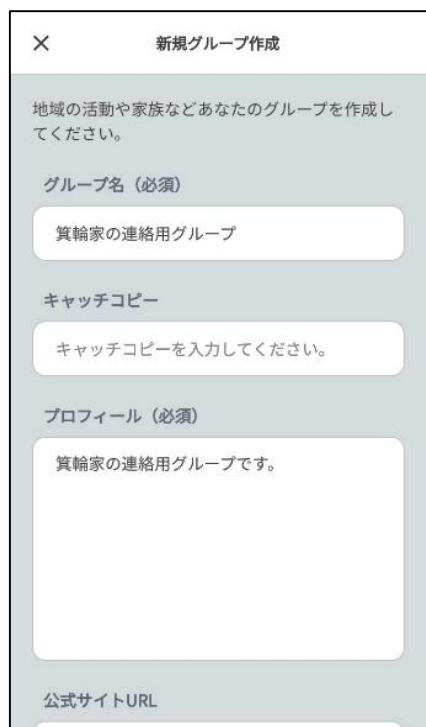 新規グループ作成
地域の活動や家族などあなたのグループを作成し
てください。
グループ名（必須）
箕輪家の連絡用グループ
キャッチコピー
キャッチコピーを入力してください。
プロフィール（必須）
箕輪家の連絡用グループです。
公式サイトURL